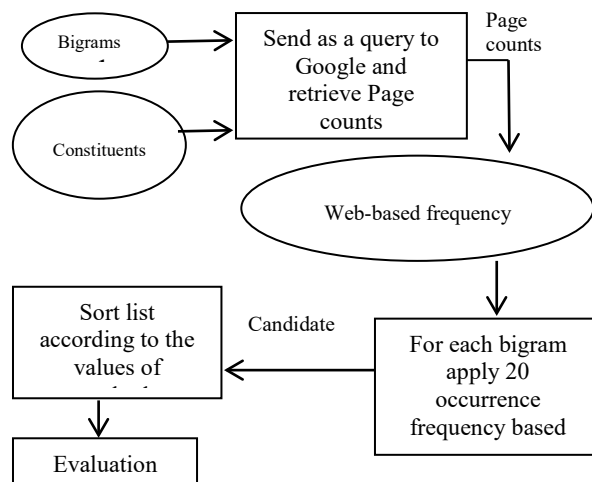 Bigrams
Send as a query to
Google and
retrieve Page
counts
Page
counts
Constituents
Web-based frequency
Sort list
according to the
values of
Candidate
For each bigram
apply 20
occurrence
frequency based
Evaluation